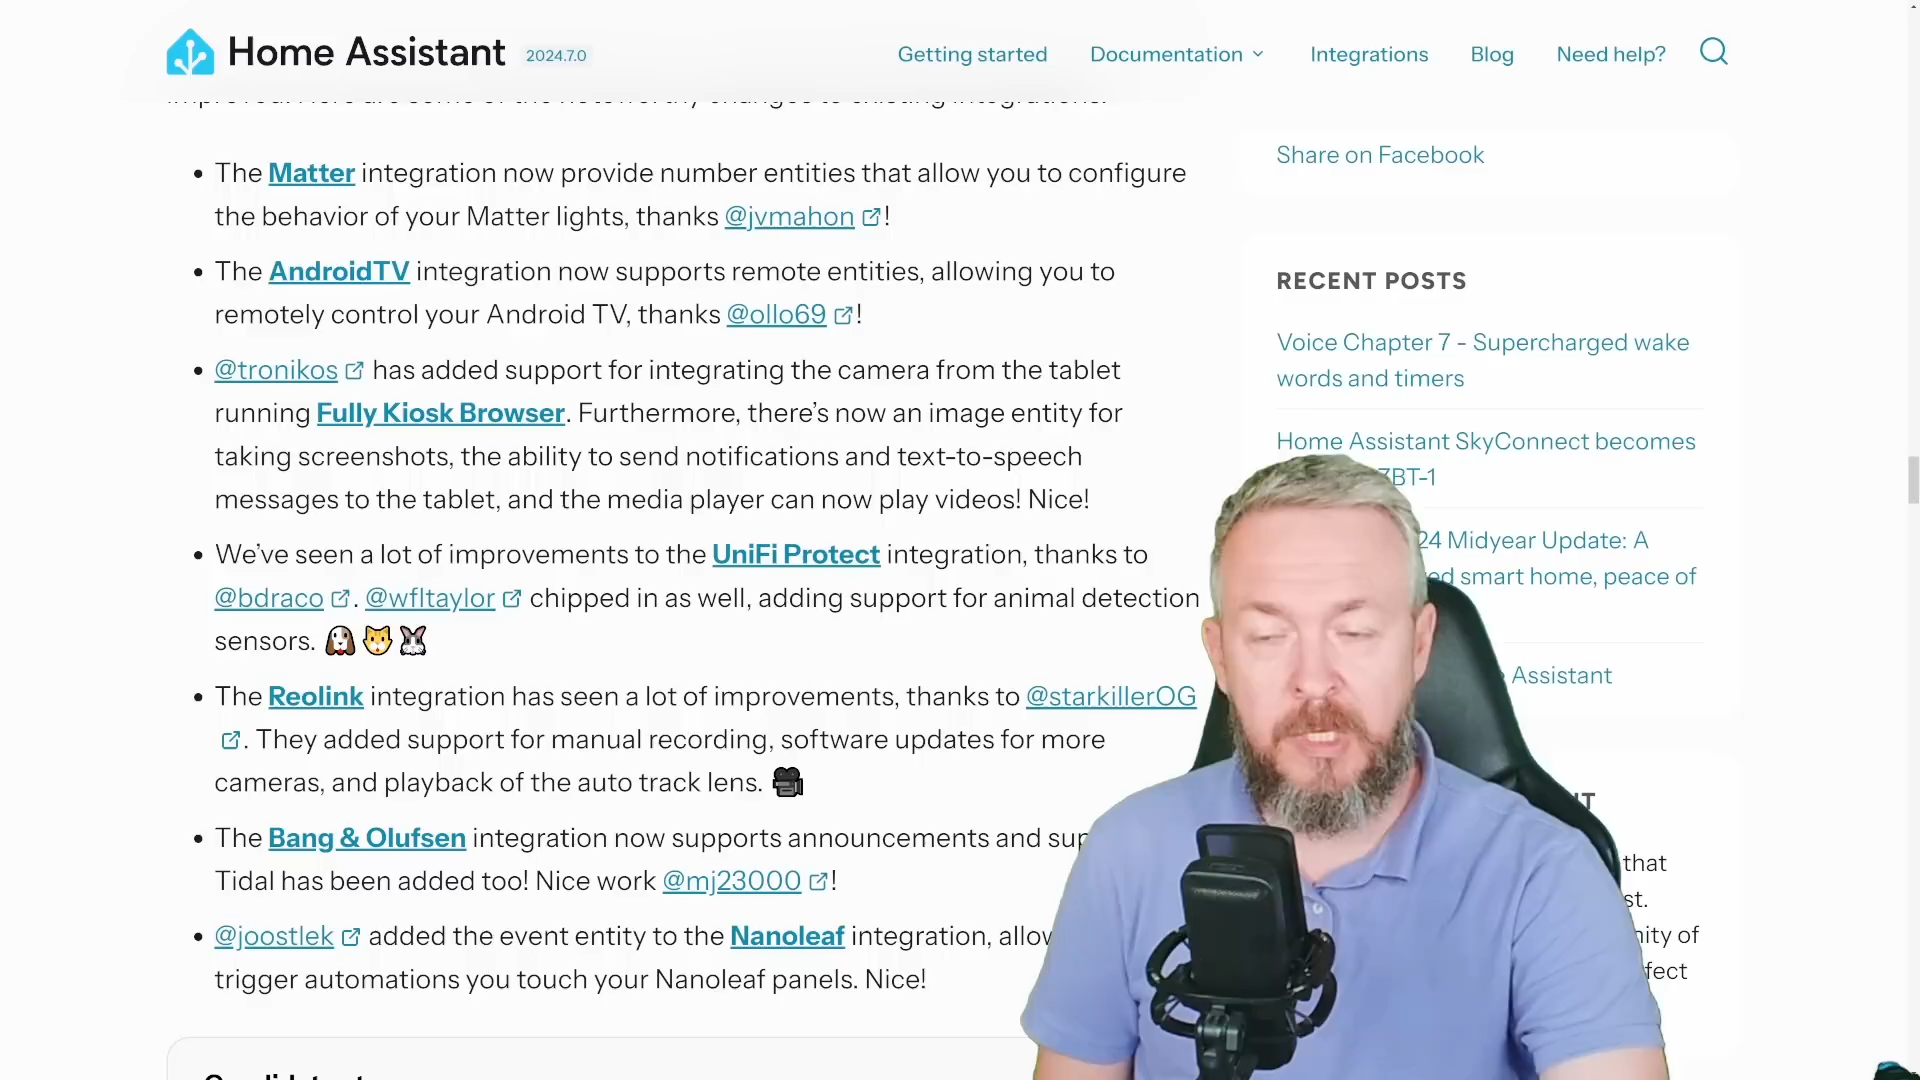 Home Assistant 2024.7.0
Getting started Documentation Integrations Blog Need help?
The Matter integration now provide number entities that allow you to configure
the behavior of your Matter lights, thanks @jvmahon !
The AndroidTV integration now supports remote entities, allowing you to
remotely control your Android TV, thanks @ollo69 !
@tronikos has added support for integrating the camera from the tablet
running Fully Kiosk Browser. Furthermore, there’s now an image entity for
taking screenshots, the ability to send notifications and text-to-speech
messages to the tablet, and the media player can now play videos! Nice!
We’ve seen a lot of improvements to the UniFi Protect integration, thanks to
@bdraco . @wfltaylor chipped in as well, adding support for animal detection
sensors. 🐶🐱🐰
The Reolink integration has seen a lot of improvements, thanks to @starkillerOG
. They added support for manual recording, software updates for more
cameras, and playback of the auto track lens. 🎥
The Bang & Olufsen integration now supports announcements and
Tidal has been added too! Nice work @mj23000 !
@joostlek added the event entity to the Nanoleaf integration,
trigger automations you touch your Nanoleaf panels. Nice!
Share on Facebook
RECENT POSTS
Voice Chapter 7 - Supercharged wake
words and timers
Home Assistant SkyConnect becomes
ZBT-1
24 Midyear Update: A
ed smart home, peace of
Assistant
that
st.
nity of
fect